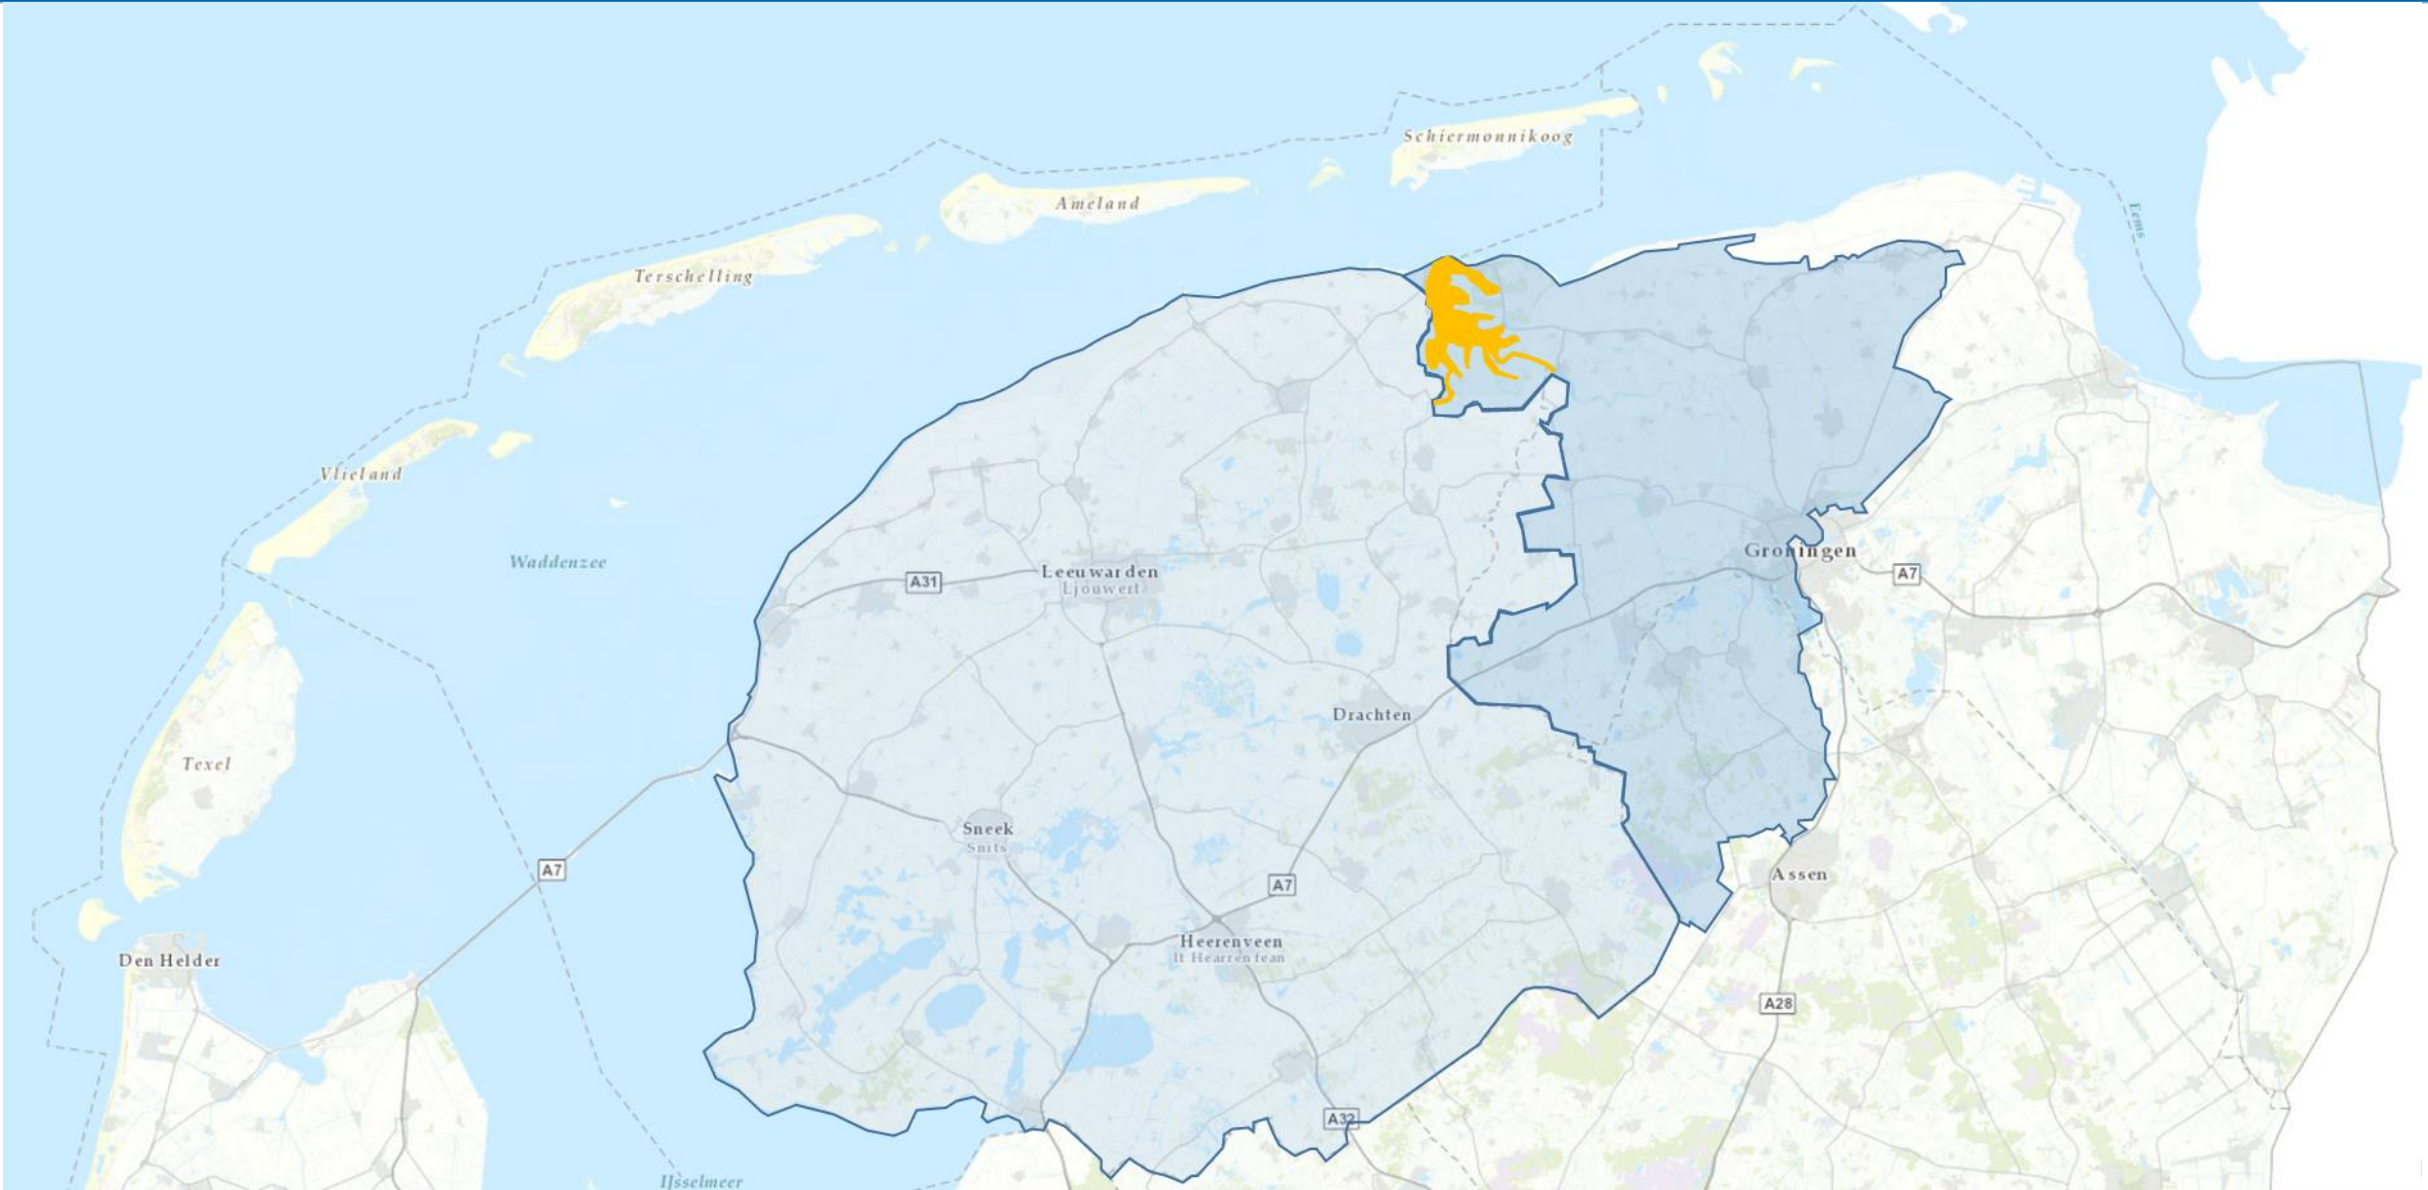 Schiermonnikoog
Ameland
Eems
Terschelling
Vlieland
Waddenzee
Groningen
A7
A31
Leeuwarden
Ljouwert
Drachten
Texel
Sneek
Snits
A7
A7
Assen
Heerenveen
It Hearrenfean
Den Helder
A28
A32
IJsselmeer